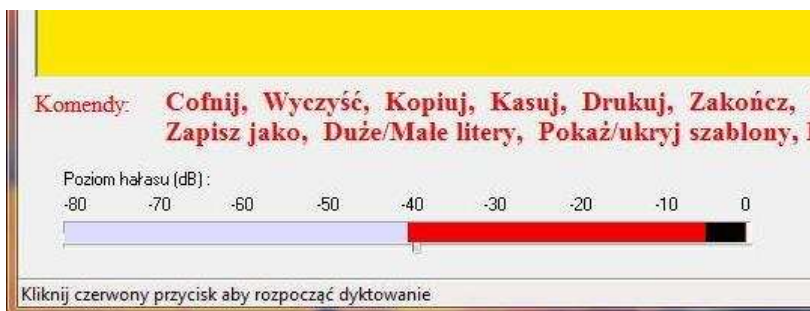 Komendy: Cofnij, Wyczyść, Kopiuj, Kasuj, Drukuj, Zakończ,
Zapisz jako, Duże/Małe litery, Pokaż/ukryj szablony,
Poziom hałasu (dB) :
-80 -70 -60 -50 -40 -30 -20 -10 0
Kliknij czerwony przycisk aby rozpocząć dyktowanie